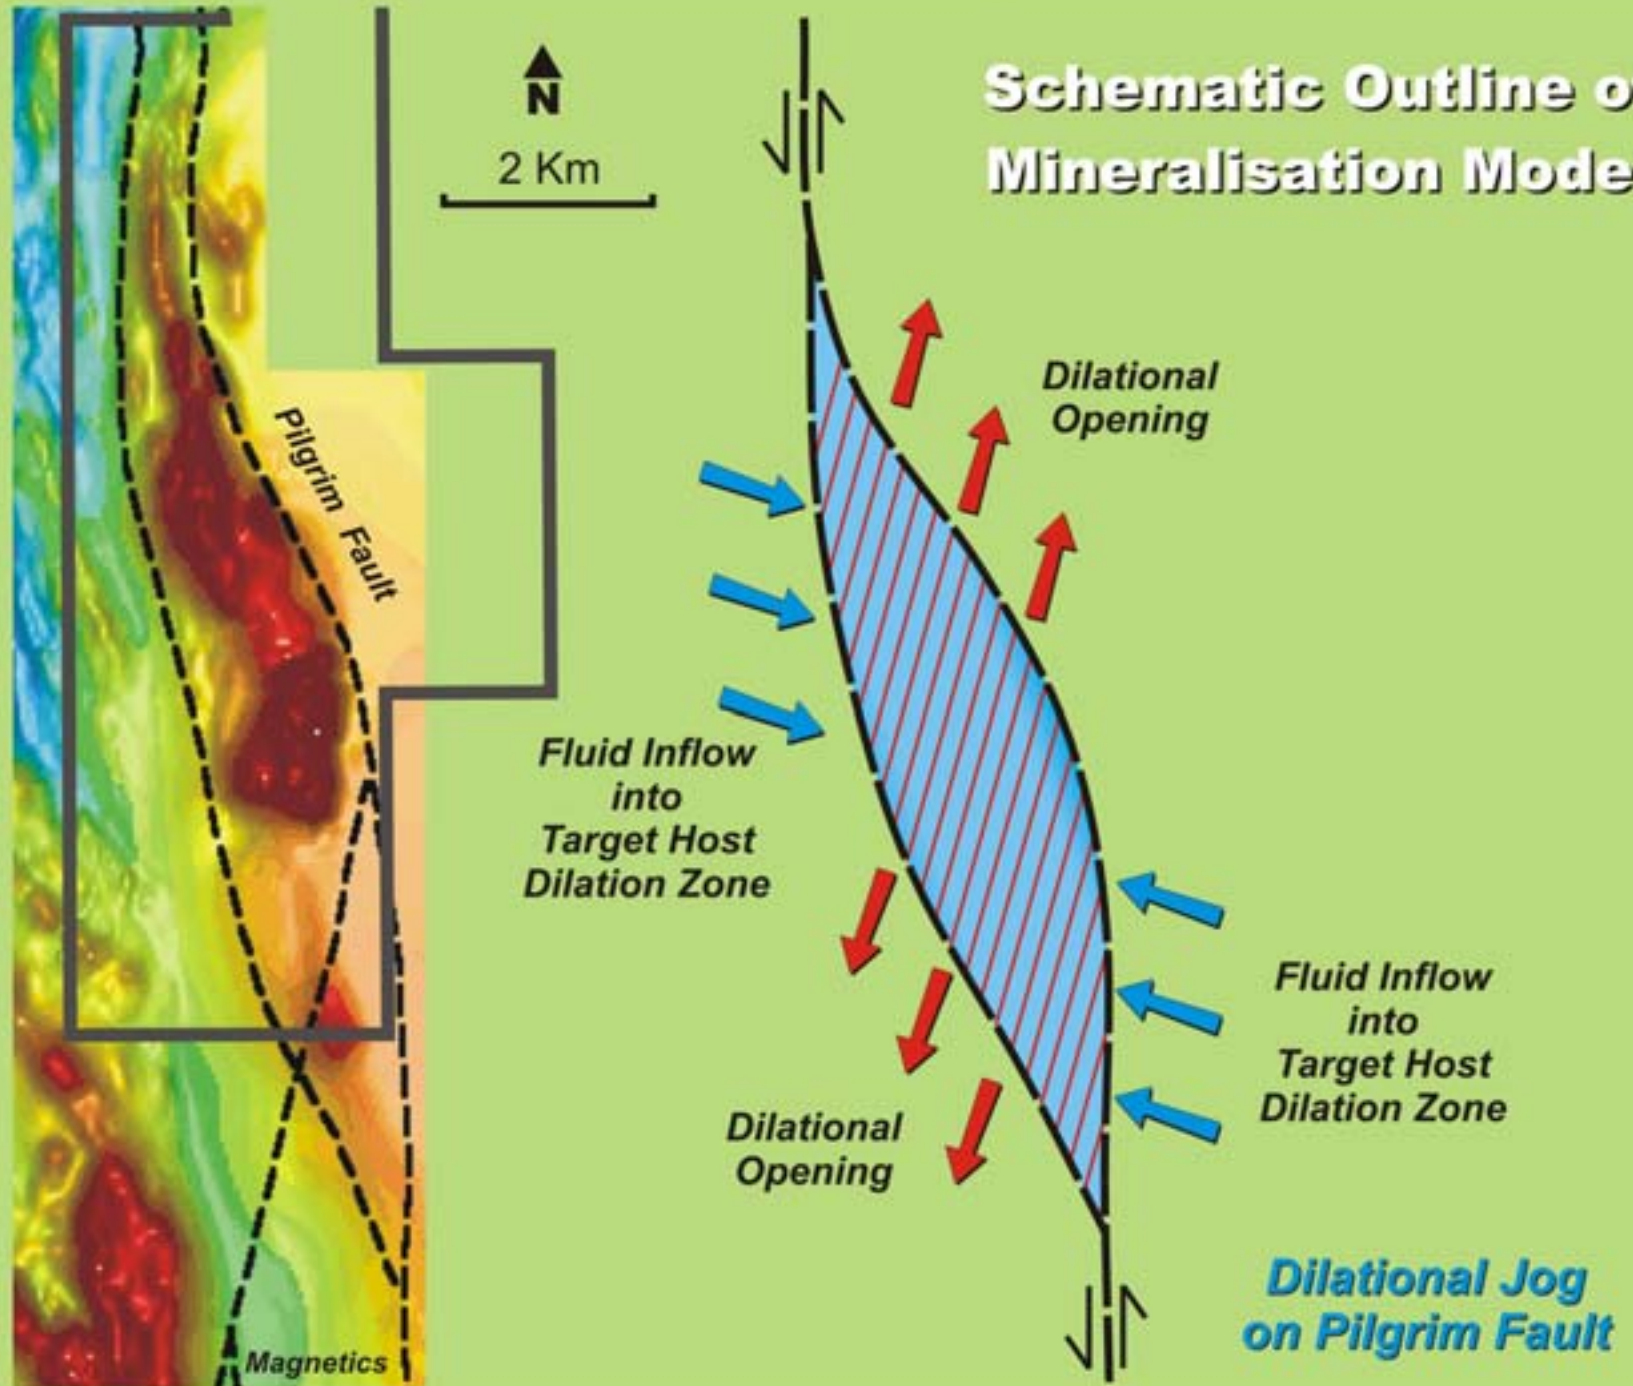 Schematic Outline o
Mineralisation Mode
N
2 Km
Pilgrim Fault
Dilational
Opening
Fluid Inflow
into
Target Host
Dilation Zone
Fluid Inflow
into
Target Host
Dilation Zone
Dilational
Opening
Dilational Jog
on Pilgrim Fault
Magnetics